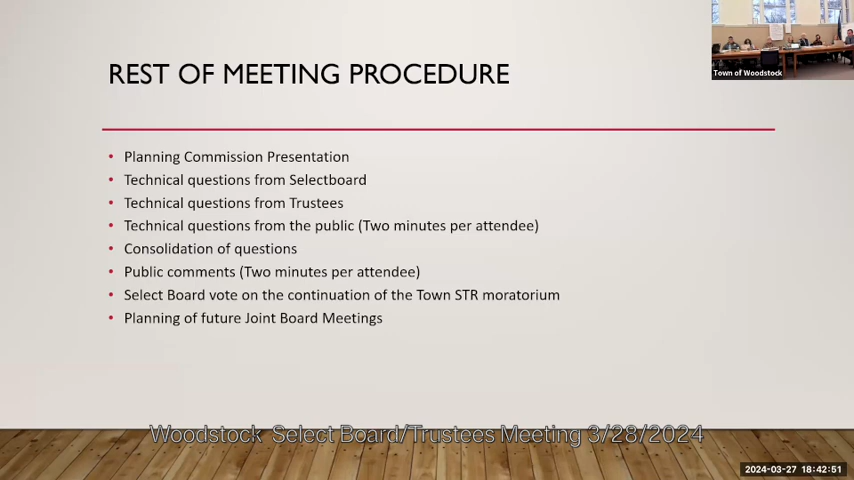 Town of Woodstock
REST OF MEETING PROCEDURE
• Planning Commission Presentation
• Technical questions from Selectboard
• Technical questions from Trustees
• Technical questions from the public (Two minutes per attendee)
• Consolidation of questions
• Public comments (Two minutes per attendee)
• Select Board vote on the continuation of the Town STR moratorium
• Planning of future Joint Board Meetings
Woodstock Select Board/Trustees Meeting 3/28/2024
2024-03-27 18:42:51